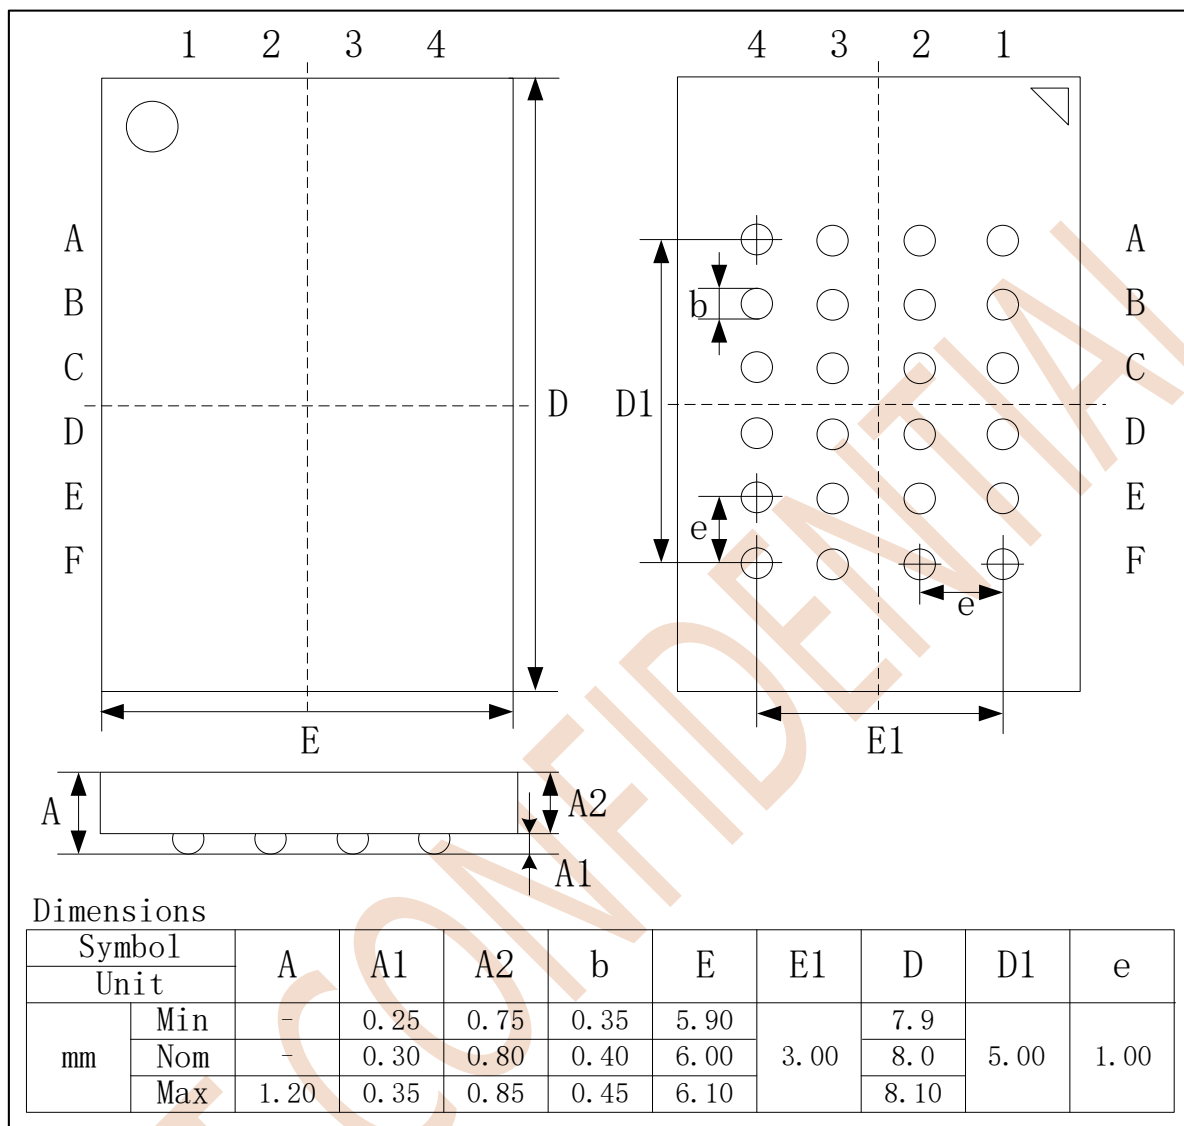 1 2 3 4
4 3 2 1
A
B
C
D
E
F
D
E
b
D1
e
e
E1
A
B
C
D
E
F
A
A2
A1
Dimensions
Symbol A A1 A2 b E E1 D D1 e
Unit
mm
Min - 0.25 0.75 0.35 5.90 7.9
Nom - 0.30 0.80 0.40 6.00 3.00 8.0 5.00 1.00
Max 1.20 0.35 0.85 0.45 6.10 8.10
CONFIDENTIAL